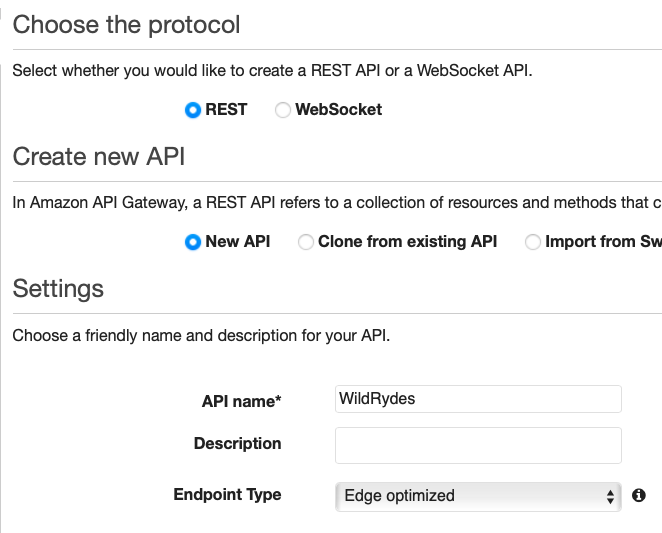 Choose the protocol
Select whether you would like to create a REST API or a WebSocket API.
REST WebSocket
Create new API
In Amazon API Gateway, a REST API refers to a collection of resources and methods that c
New API Clone from existing API Import from Sw
Settings
Choose a friendly name and description for your API.
API name* WildRydes
Description
Endpoint Type Edge optimized